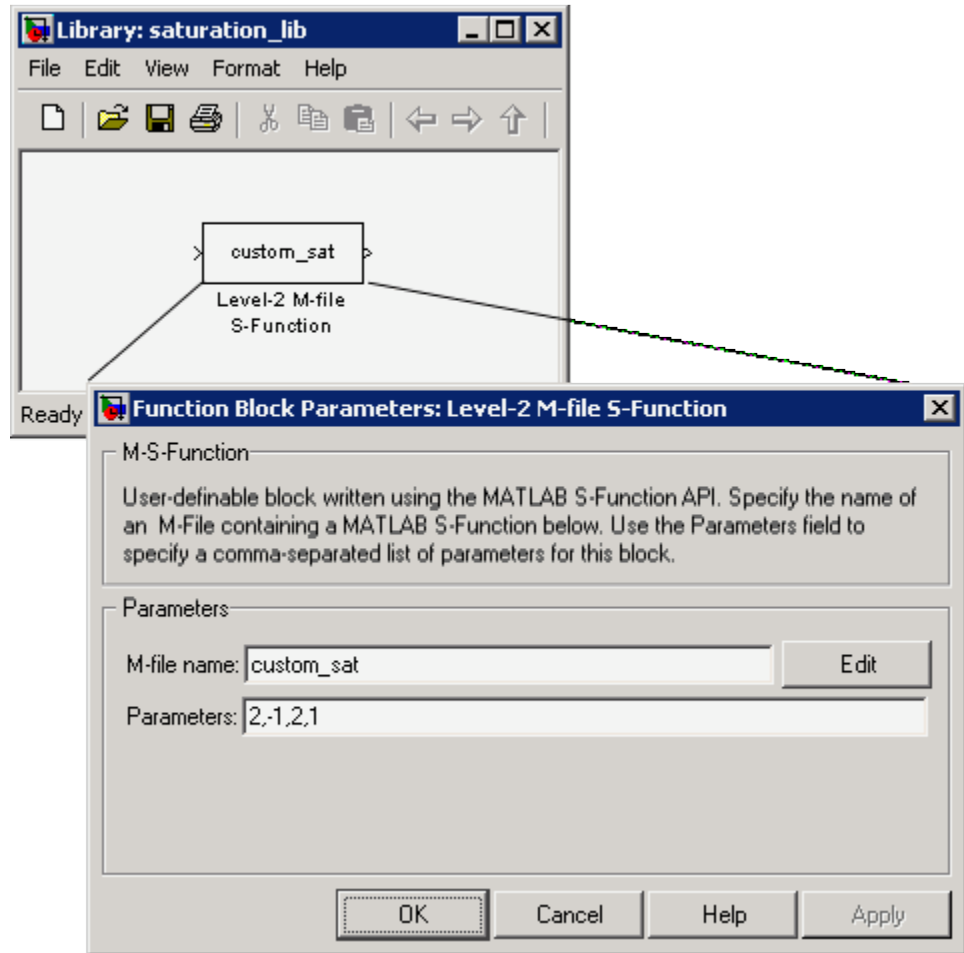 Library: saturation_lib
File Edit View Format Help
custom_sat
Level-2 M-file
S-Function
Ready
Function Block Parameters: Level-2 M-file S-Function
M-S-Function
User-definable block written using the MATLAB S-Function API. Specify the name of
an M-File containing a MATLAB S-Function below. Use the Parameters field to
specify a comma-separated list of parameters for this block.
Parameters
M-file name: custom_sat Edit
Parameters: 2,-1,2,1
OK Cancel Help Apply